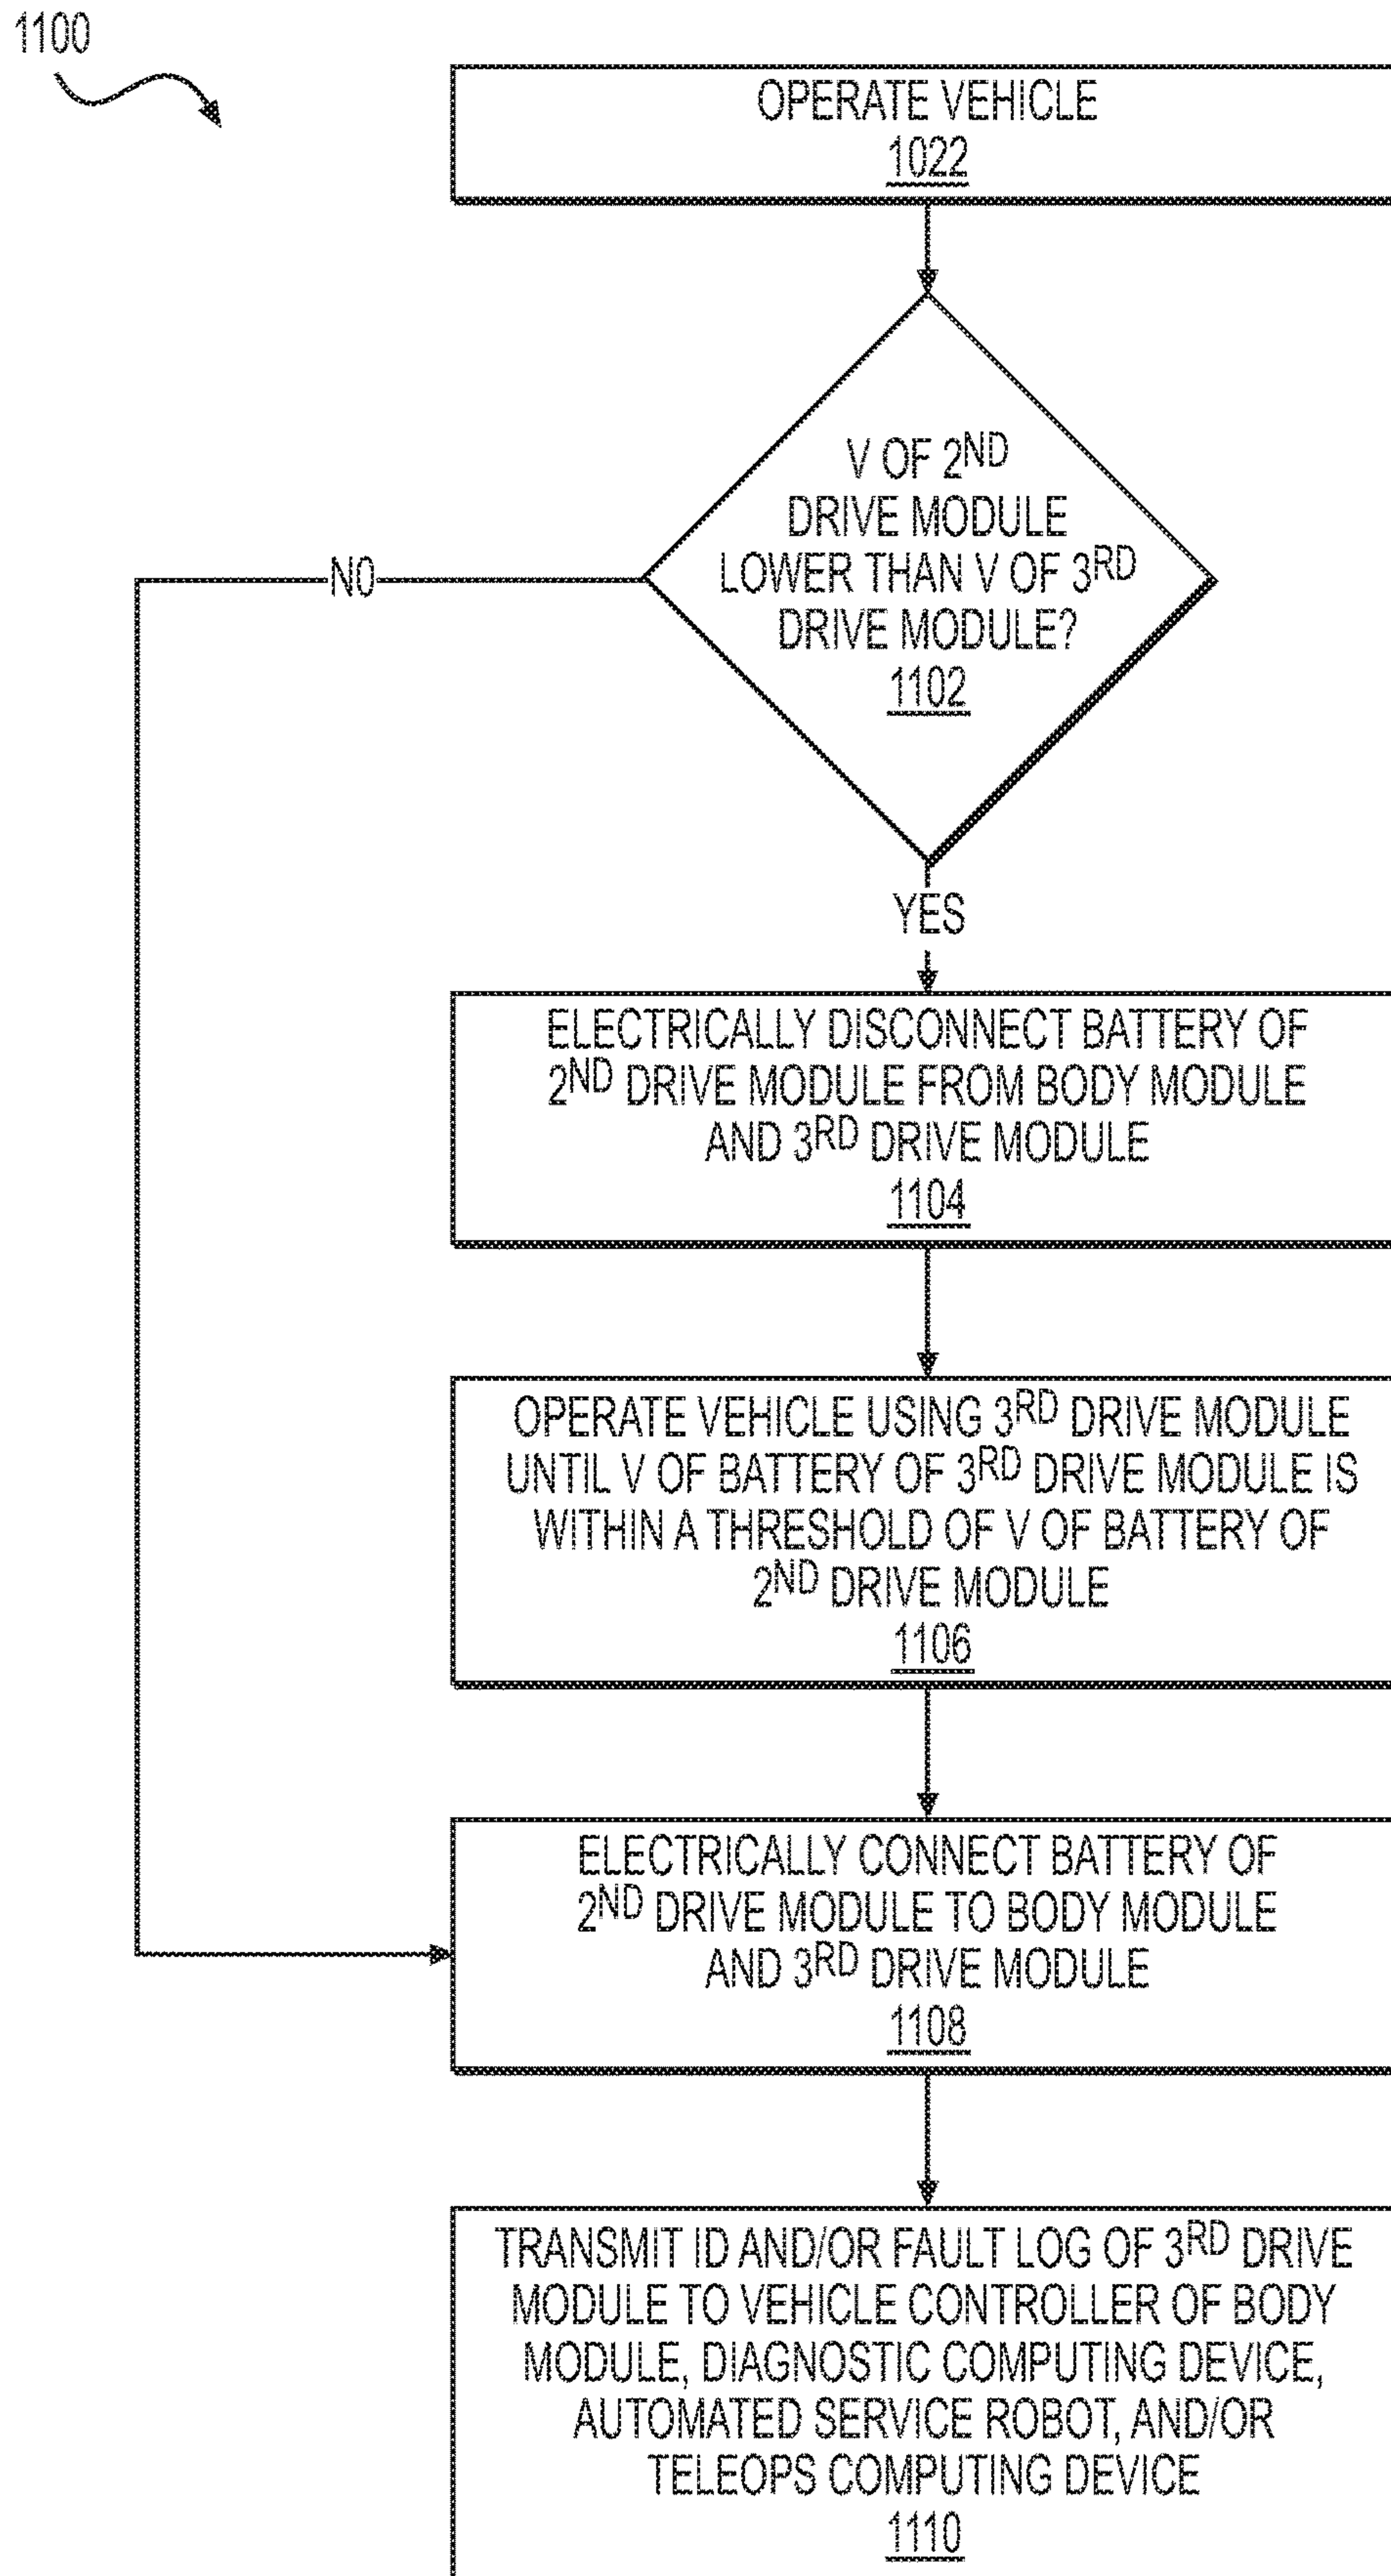 1100
OPERATE VEHICLE
1022
V OF 2ND
DRIVE MODULE
LOWER THAN V OF 3RD
DRIVE MODULE?
1102
NO
YES
ELECTRICALLY DISCONNECT BATTERY OF
2ND DRIVE MODULE FROM BODY MODULE
AND 3RD DRIVE MODULE
1104
OPERATE VEHICLE USING 3RD DRIVE MODULE
UNTIL V OF BATTERY OF 3RD DRIVE MODULE IS
WITHIN A THRESHOLD OF V OF BATTERY OF
2ND DRIVE MODULE
1106
ELECTRICALLY CONNECT BATTERY OF
2ND DRIVE MODULE TO BODY MODULE
AND 3RD DRIVE MODULE
1108
TRANSMIT ID AND/OR FAULT LOG OF 3RD DRIVE
MODULE TO VEHICLE CONTROLLER OF BODY
MODULE, DIAGNOSTIC COMPUTING DEVICE,
AUTOMATED SERVICE ROBOT, AND/OR
TELEOPS COMPUTING DEVICE
1110